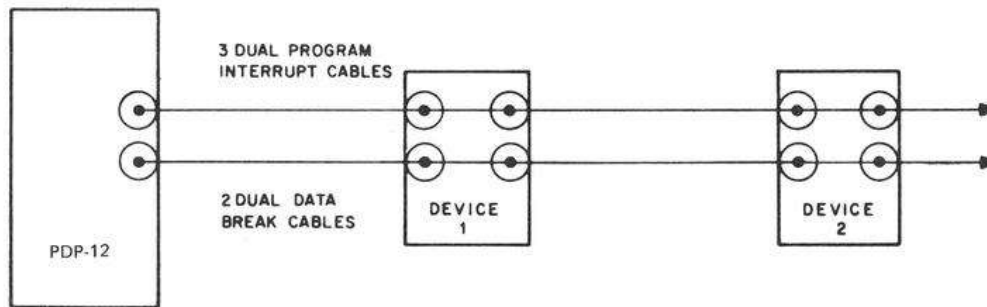 3 DUAL PROGRAM
INTERRUPT CABLES
2 DUAL DATA
BREAK CABLES
PDP-12
DEVICE
1
DEVICE
2